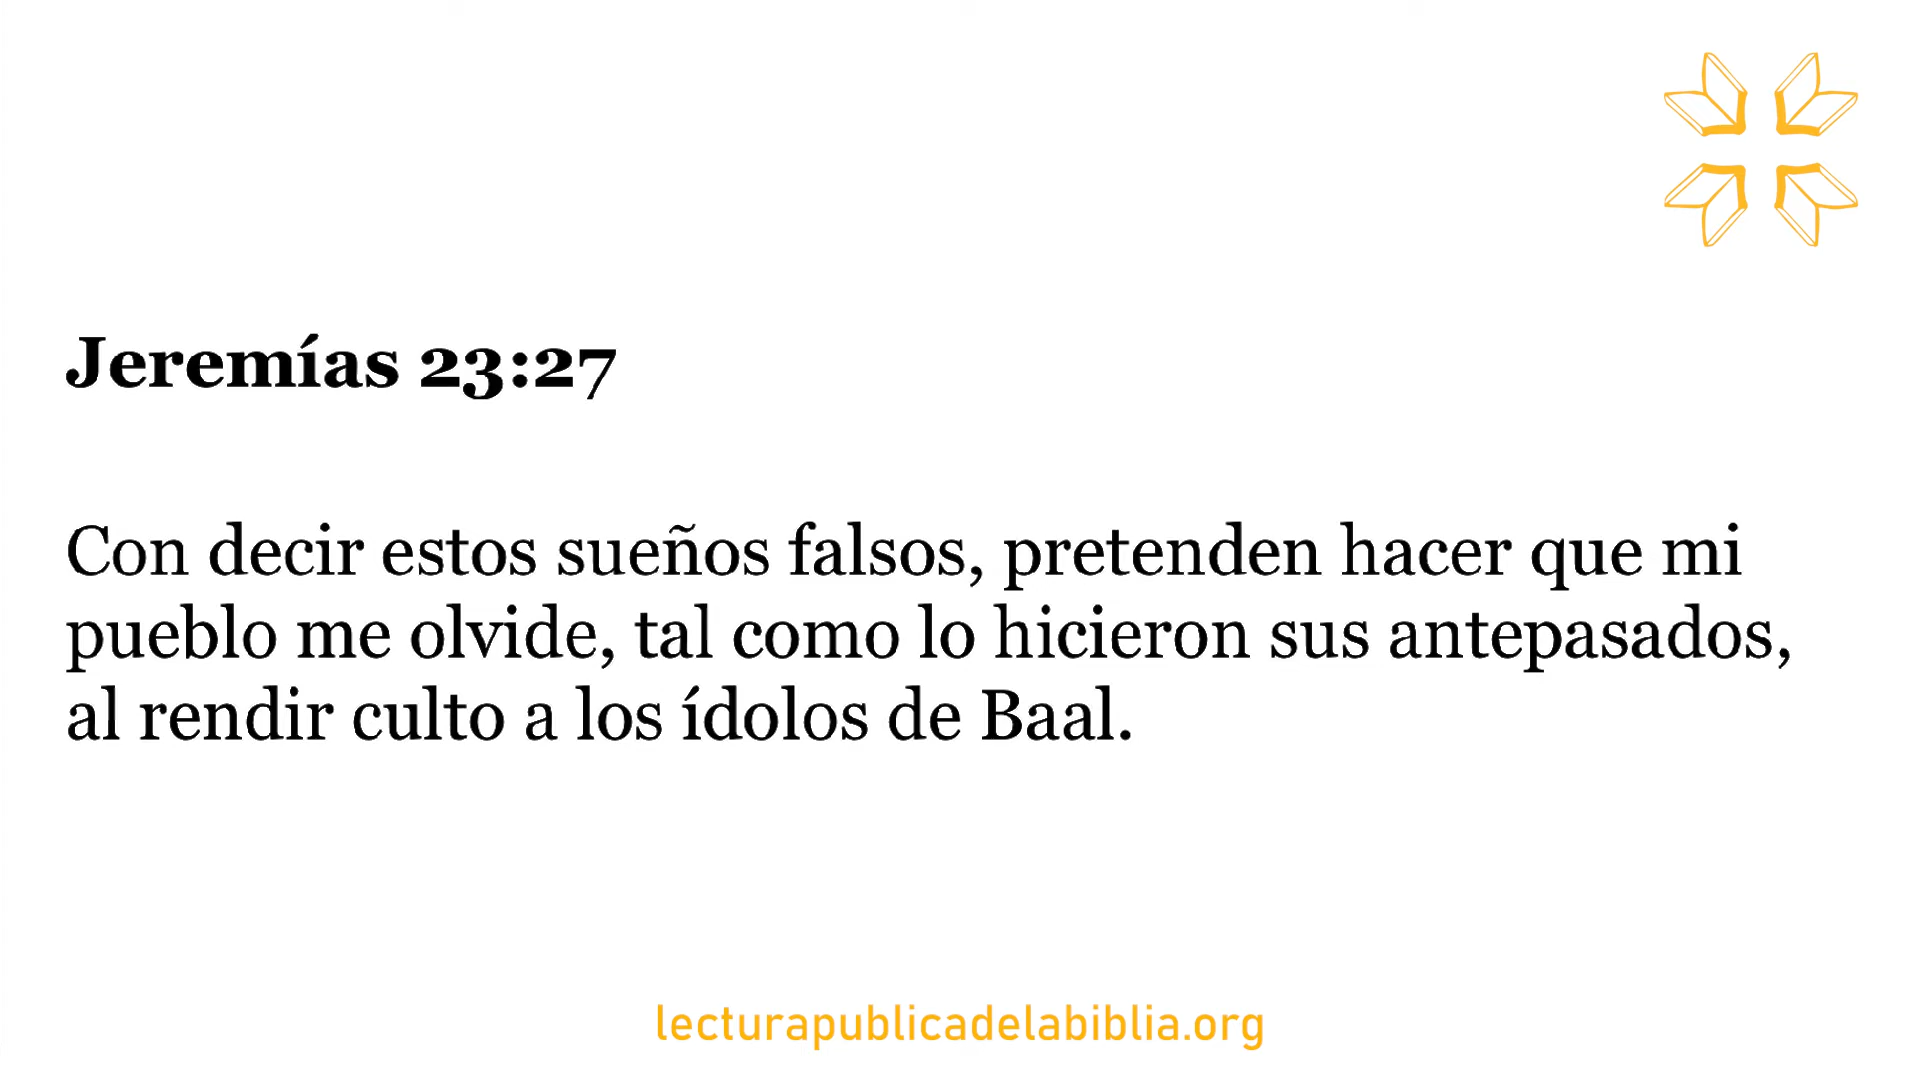 Jeremías 23:27
Con decir estos sueños falsos, pretenden hacer que mi
pueblo me olvide, tal como lo hicieron sus antepasados,
al rendir culto a los ídolos de Baal.
lecturapublicadelabiblia.org